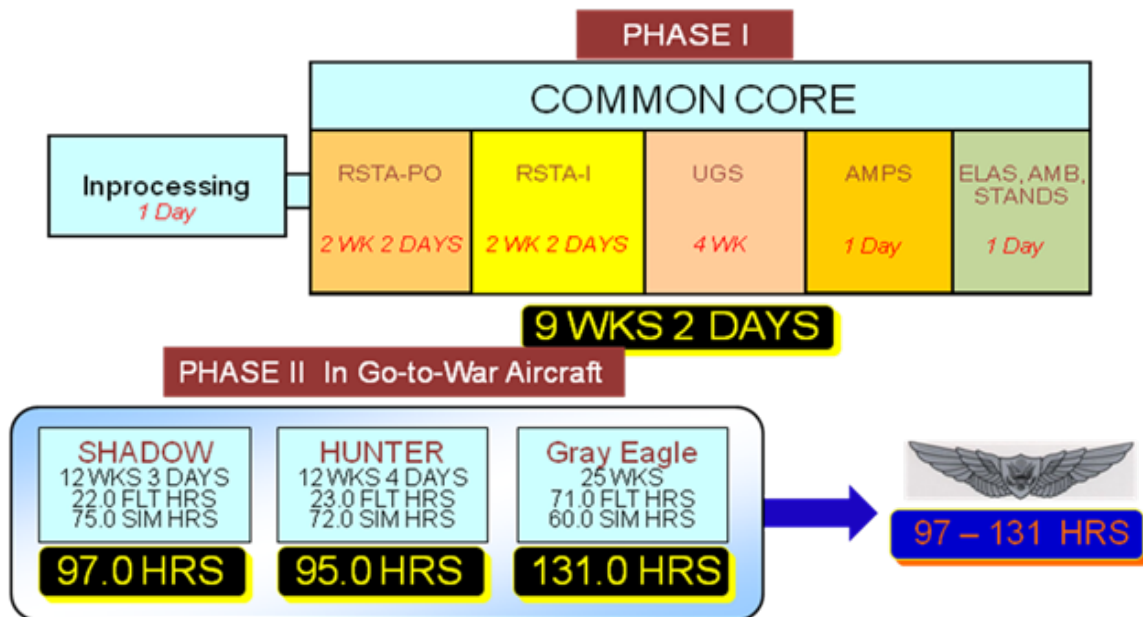 PHASE I
COMMON CORE
Inprocessing
1 Day
RSTA-PO
2 WK 2 DAYS
RSTA-I
2 WK 2 DAYS
UGS
4 WK
AMPS
1 Day
ELAS, AMB,
STANDS
1 Day
9 WKS 2 DAYS
PHASE II In Go-to-War Aircraft
SHADOW
12 WKS 3 DAYS
22.0 FLT HRS
75.0 SIM HRS
97.0 HRS
HUNTER
12 WKS 4 DAYS
23.0 FLT HRS
72.0 SIM HRS
95.0 HRS
Gray Eagle
25 WKS
71.0 FLT HRS
60.0 SIM HRS
131.0 HRS
97 – 131 HRS